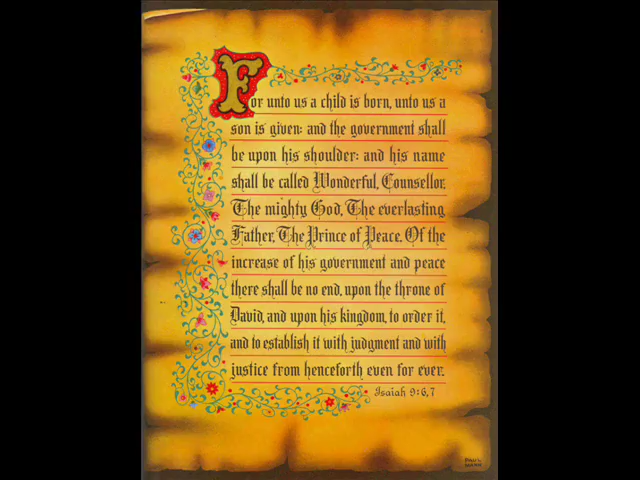 For unto us a child is born, unto us a
son is given: and the government shall
be upon his shoulder: and his name
shall be called Wonderful, Counsellor,
The mighty God, The everlasting
Father, The Prince of Peace. Of the
increase of his government and peace
there shall be no end, upon the throne of
David, and upon his kingdom, to order it,
and to establish it with judgment and with
justice from henceforth even for ever.
Isaiah 9:6,7